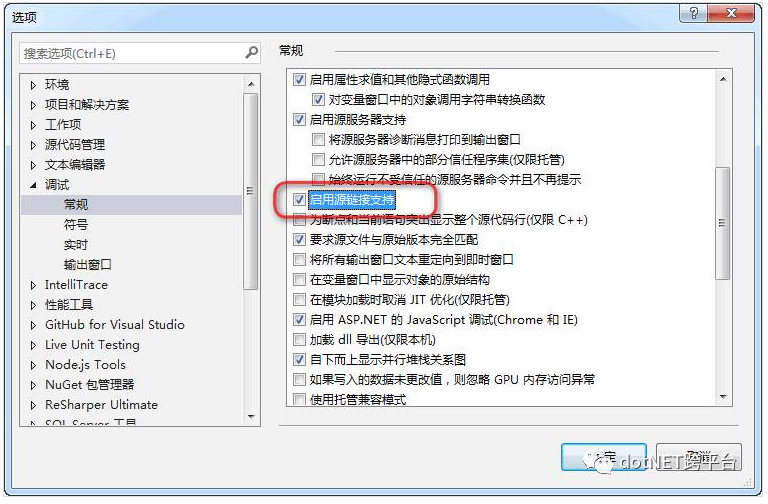 选项
搜索选项(Ctrl+E)
环境
项目和解决方案
工作项
源代码管理
文本编辑器
调试
常规
符号
实时
输出窗口
IntelliTrace
性能工具
GitHub for Visual Studio
Live Unit Testing
Node.js Tools
NuGet 包管理器
ReSharper Ultimate
SQL Server 工具
常规
启用属性求值和其他隐式函数调用
对变量窗口中的对象调用字符串转换函数
启用源服务器支持
将源服务器诊断消息打印到输出窗口
允许源服务器中的部分信任程序集(仅限托管)
始终运行不受信任的源服务器命令并且不再提示
启用源链接支持
为断点和当前语句突出显示整个源代码行(仅限 C++)
要求源文件与原始版本完全匹配
将所有输出窗口文本重定向到即时窗口
在变量窗口中显示对象的原始结构
在模块加载时取消 JIT 优化(仅限托管)
启用 ASP.NET 的 JavaScript 调试(Chrome 和 IE)
加载 dll 导出(仅限本机)
自下而上显示并行堆栈关系图
如果写入的数据未更改值，则忽略 GPU 内存访问异常
使用托管兼容模式
dotNET跨平台